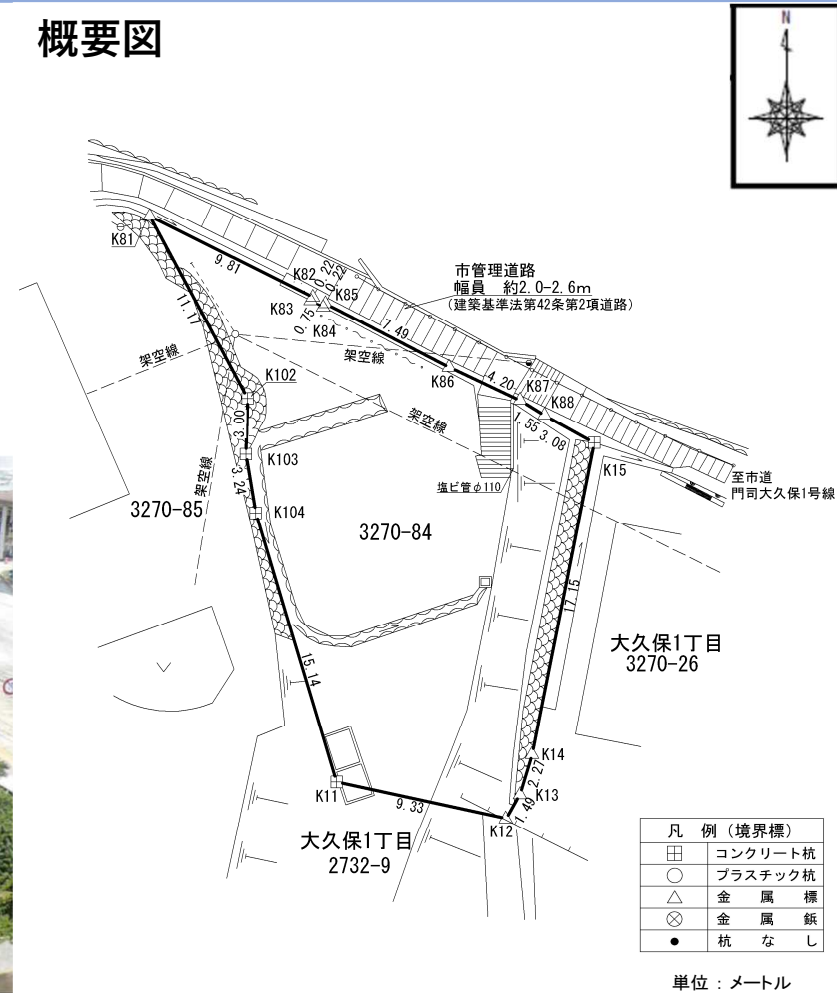 概要図
N
K81
9.81
K82
0.22
0.22
K83
K85
0.75
K84
市管理道路
幅員 約2.0-2.6m
(建築基準法第42条第2項道路)
11.17
1.49
架空線
K86
4.20
K87
K88
1.55
3.08
架空線
K102
架空線
3.00
K103
K15
至市道
門司大久保1号線
架空線
3.24
塩ビ管φ110
3270-85
K104
3270-84
17.15
大久保1丁目
3270-26
15.14
K14
2.27
K11
K13
9.33
1.49
K12
大久保1丁目
2732-9
凡 例 (境界標)
コンクリート杭
プラスチック杭
金 属 標
金 属 鋲
杭 な し
単位 : メートル